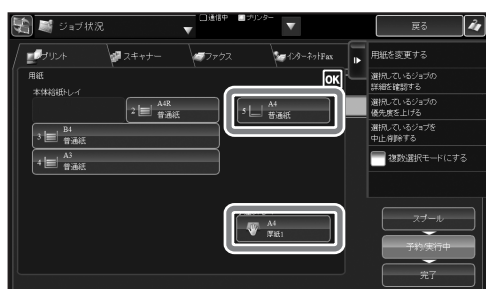 ジョブ状況
通信中
プリンター
戻る
プリント
スキャナー
ファクス
インターネットFax
用紙を変更する
用紙
OK
選択しているジョブの
詳細を確認する
本体給紙トレイ
2 A4R
普通紙
5 A4
普通紙
選択しているジョブの
優先度を上げる
3 B4
普通紙
選択しているジョブを
中止/削除する
4 A3
普通紙
複数選択モードにする
A4
厚紙1
スプール
予約/実行中
完了